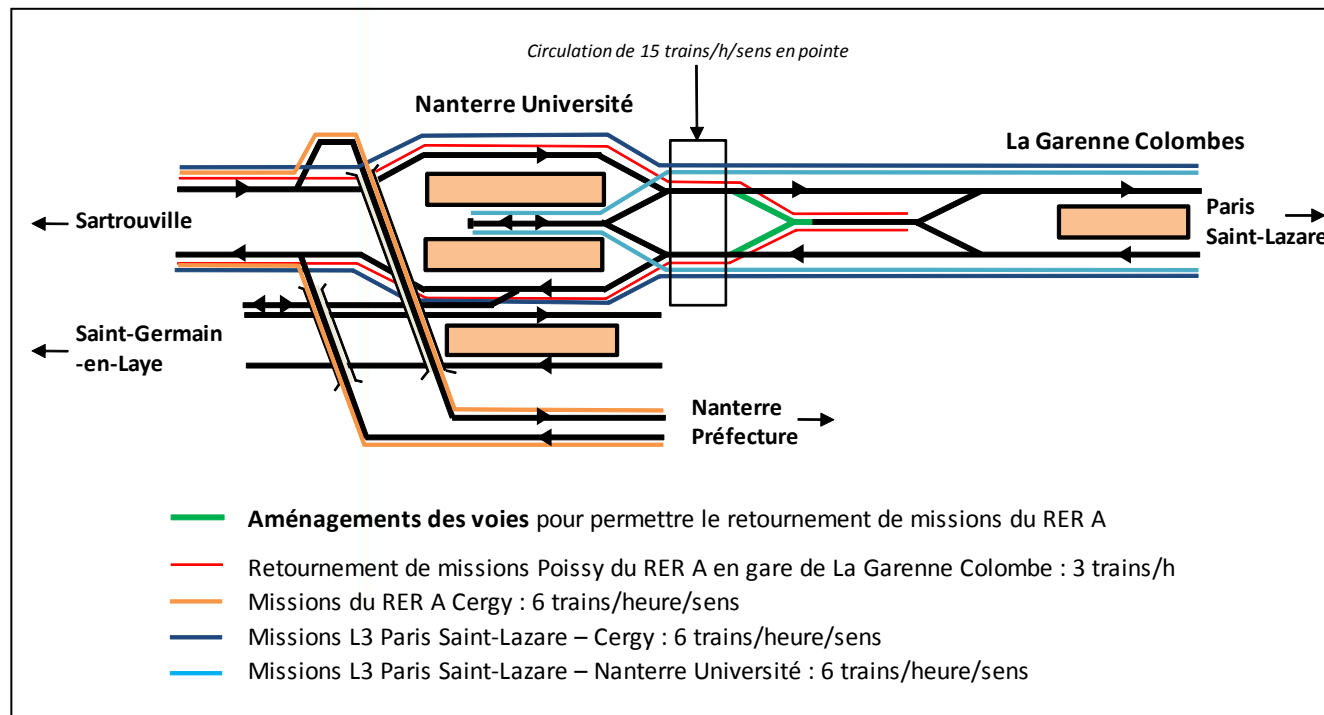 Circulation de 15 trains/h/sens en pointe
Nanterre Université
La Garenne Colombes
Sartrouville
Paris
Saint-Lazare
Saint-Germain
-en-Laye
Nanterre
Préfecture
Aménagements des voies pour permettre le retournement de missions du RER A
Retournement de missions Poissy du RER A en gare de La Garenne Colombe : 3 trains/h
Missions du RER A Cergy : 6 trains/heure/sens
Missions L3 Paris Saint-Lazare – Cergy : 6 trains/heure/sens
Missions L3 Paris Saint-Lazare – Nanterre Université : 6 trains/heure/sens